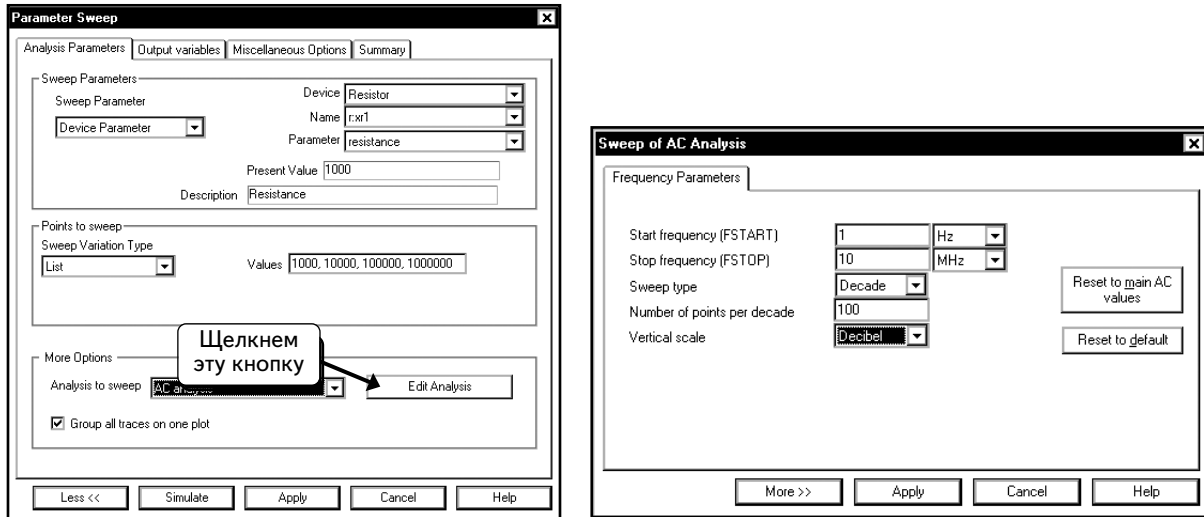 Parameter Sweep
Analysis Parameters Output variables Miscellaneous Options Summary
Sweep Parameters
Sweep Parameter
Device Parameter
Device Resistor
Name r:xr1
Parameter resistance
Present Value 1000
Description Resistance
Points to sweep
Sweep Variation Type
List
Values 1000, 10000, 100000, 1000000
Щелкнем
эту кнопку
More Options
Analysis to sweep AC analysis
Edit Analysis
Group all traces on one plot
Less << Simulate Apply Cancel Help
Sweep of AC Analysis
Frequency Parameters
Start frequency (FSTART) 1 Hz
Stop frequency (FSTOP) 10 MHz
Sweep type Decade
Number of points per decade 100
Vertical scale Decibel
Reset to main AC
values
Reset to default
More >> Apply Cancel Help